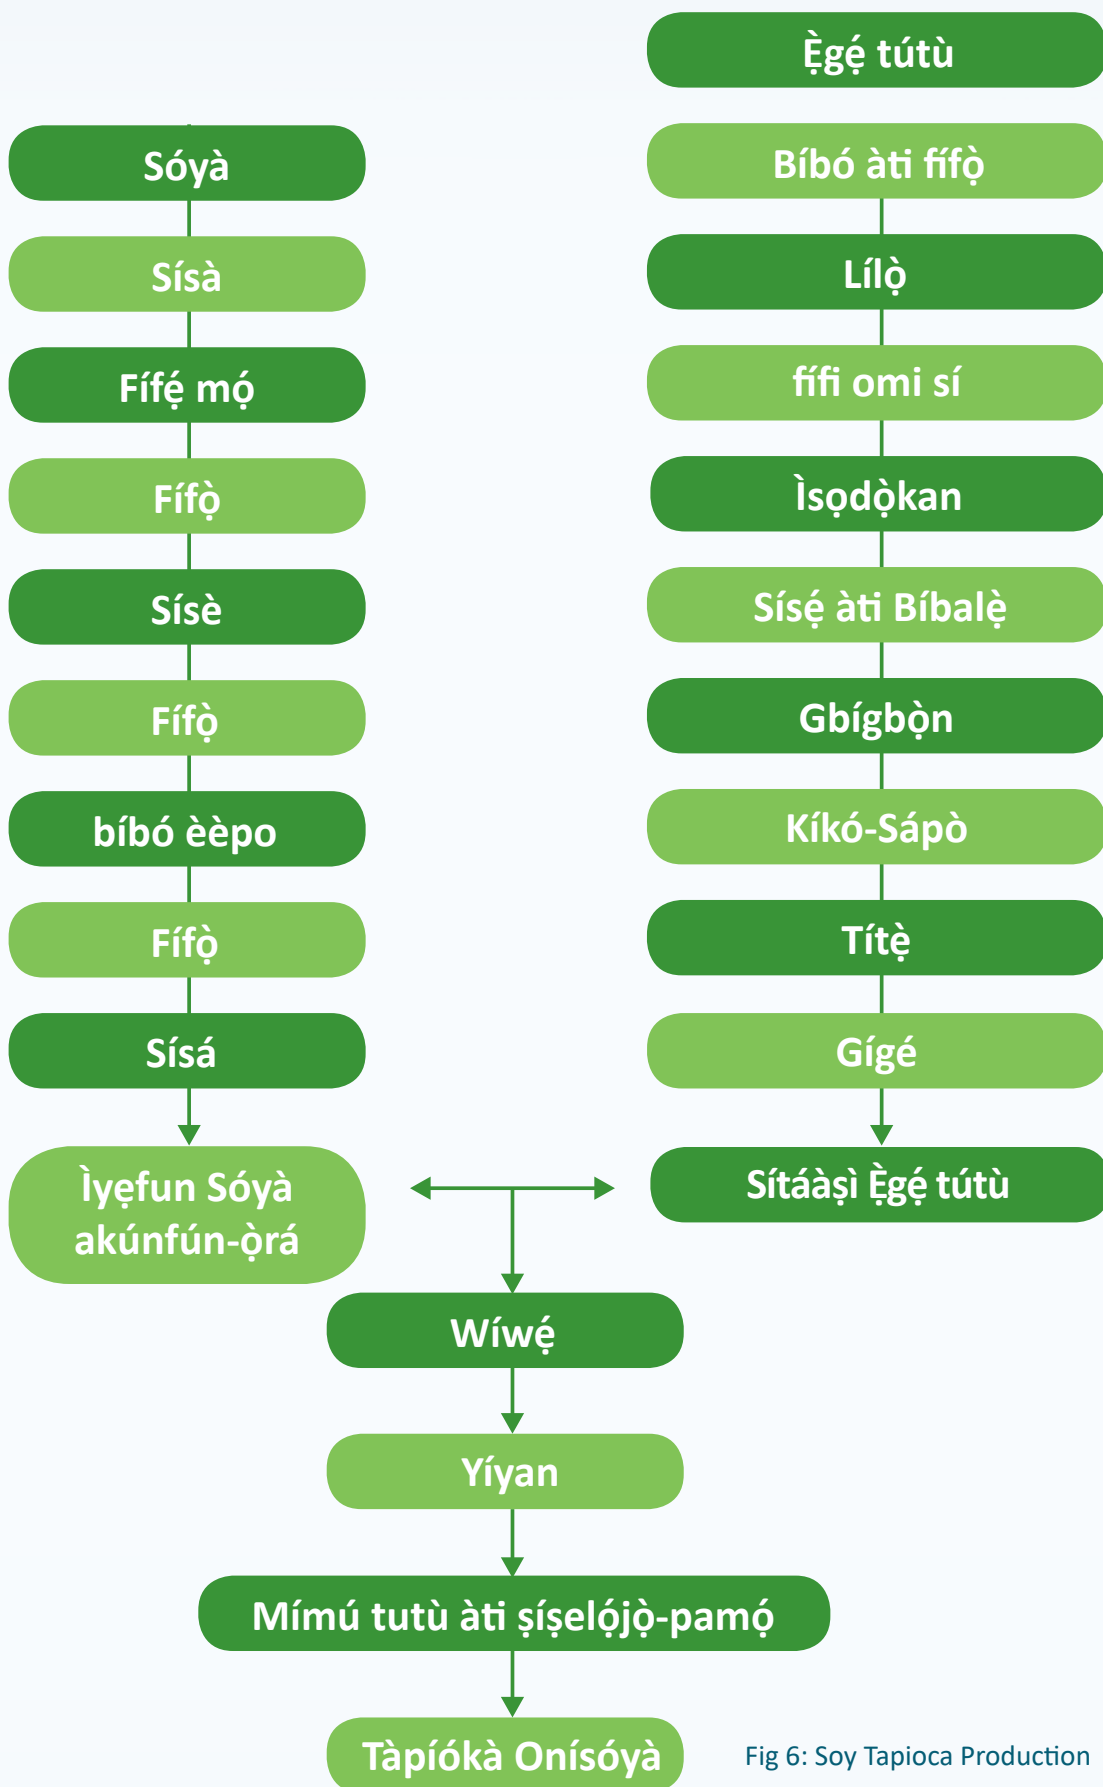 Sóyà
Sísà
Fífẹ́ mọ́
Fífọ̀
Sísè
Fífọ̀
bíbó èèpo
Fífọ̀
Sísá
Ìyẹfun Sóyà
akúnfún-ọ̀rá
Ẹ̀gẹ́ tútù
Bíbó àti fífọ̀
Lílọ̀
fífi omi sí
Ìsọdọ̀kan
Sísẹ́ àti Bíbalẹ̀
Gbígbọ̀n
Kíkó-Sápò
Títẹ̀
Gígé
Sítáàṣì Ẹ̀gẹ́ tútù
Wíwẹ́
Yíyan
Mímú tutù àti ṣíṣelọ́jọ̀-pamọ́
Tàpíókà Onísóyà
Fig 6: Soy Tapioca Production